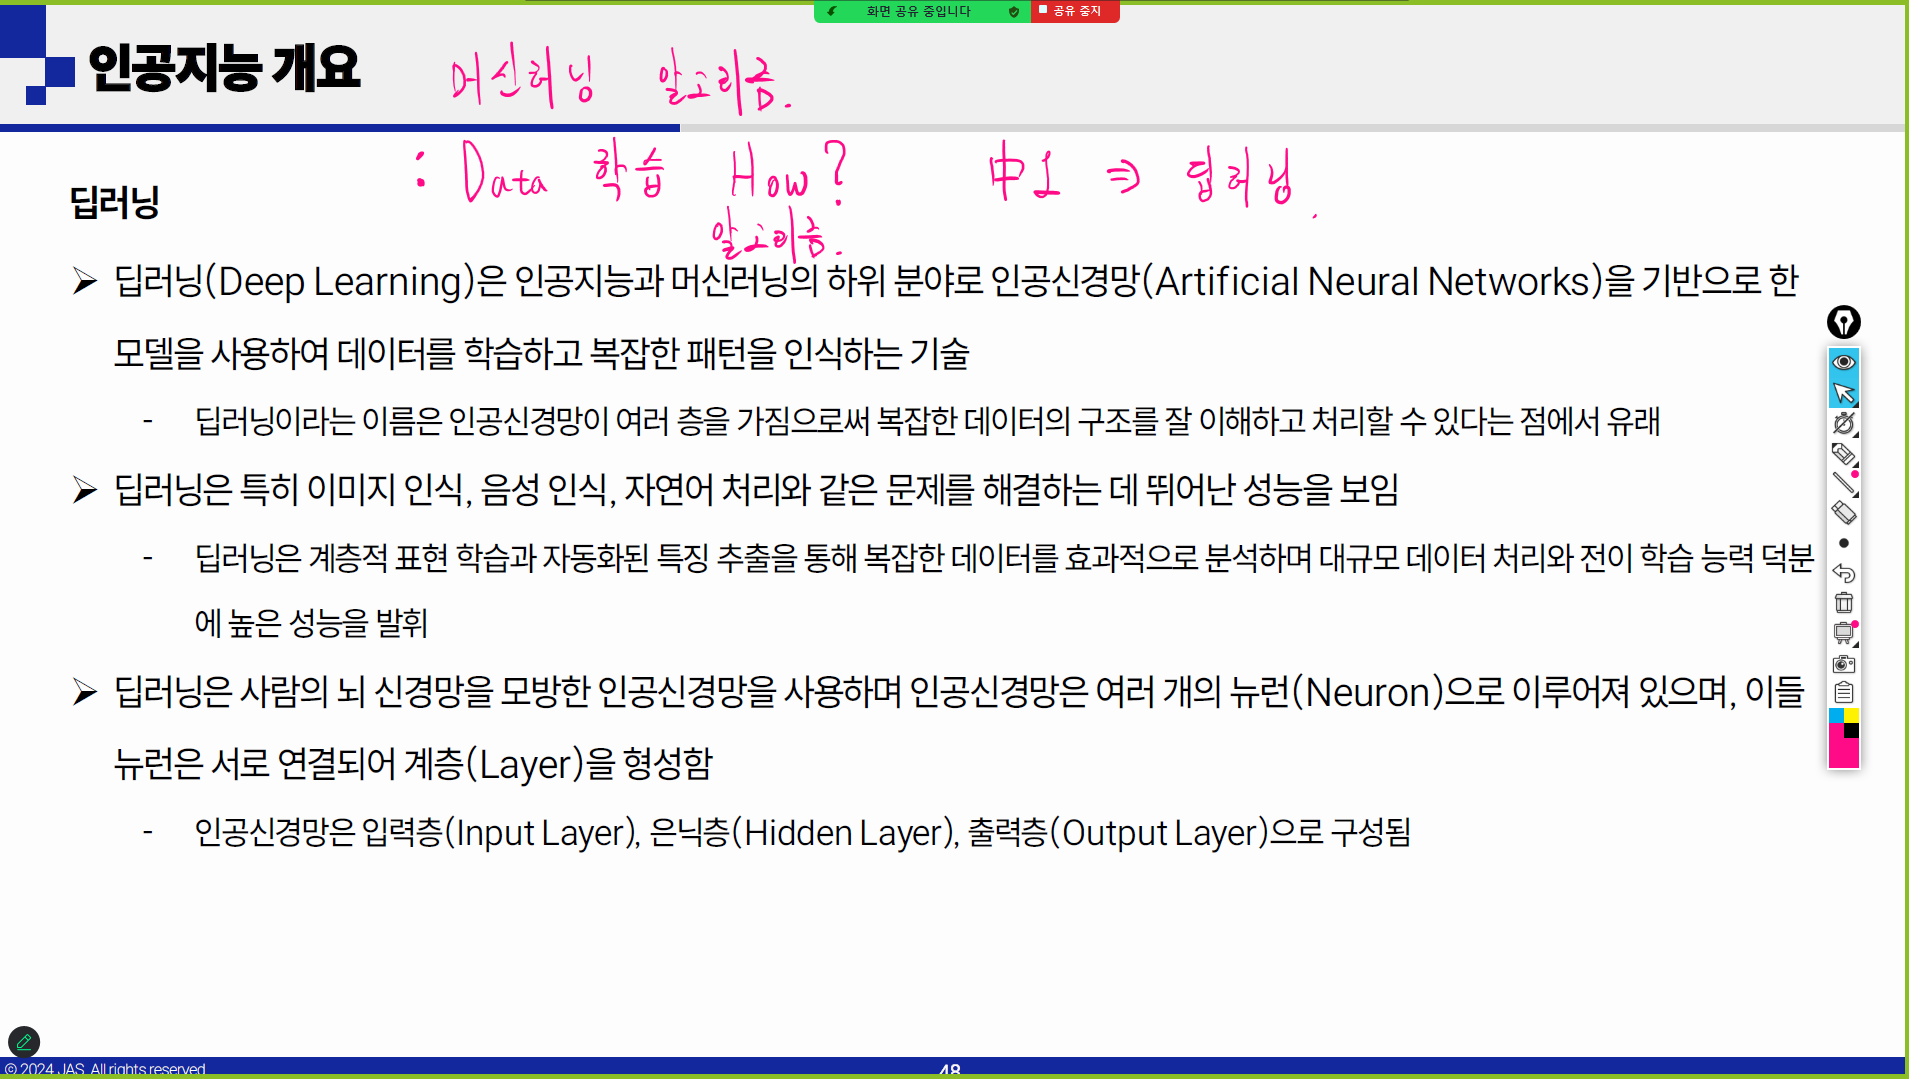 화면 공유 중입니다 공유 중지
인공지능 개요
머신러닝 알고리즘.
: Data 학습 How? 中 1 ⇒ 딥러닝.
알고리즘.
딥러닝
➢ 딥러닝(Deep Learning)은 인공지능과 머신러닝의 하위 분야로 인공신경망(Artificial Neural Networks)을 기반으로 한
모델을 사용하여 데이터를 학습하고 복잡한 패턴을 인식하는 기술
- 딥러닝이라는 이름은 인공신경망이 여러 층을 가짐으로써 복잡한 데이터의 구조를 잘 이해하고 처리할 수 있다는 점에서 유래
➢ 딥러닝은 특히 이미지 인식, 음성 인식, 자연어 처리와 같은 문제를 해결하는 데 뛰어난 성능을 보임
- 딥러닝은 계층적 표현 학습과 자동화된 특징 추출을 통해 복잡한 데이터를 효과적으로 분석하며 대규모 데이터 처리와 전이 학습 능력 덕분
에 높은 성능을 발휘
➢ 딥러닝은 사람의 뇌 신경망을 모방한 인공신경망을 사용하며 인공신경망은 여러 개의 뉴런(Neuron)으로 이루어져 있으며, 이들
뉴런은 서로 연결되어 계층(Layer)을 형성함
- 인공신경망은 입력층(Input Layer), 은닉층(Hidden Layer), 출력층(Output Layer)으로 구성됨
© 2024 JAS. All rights reserved
48